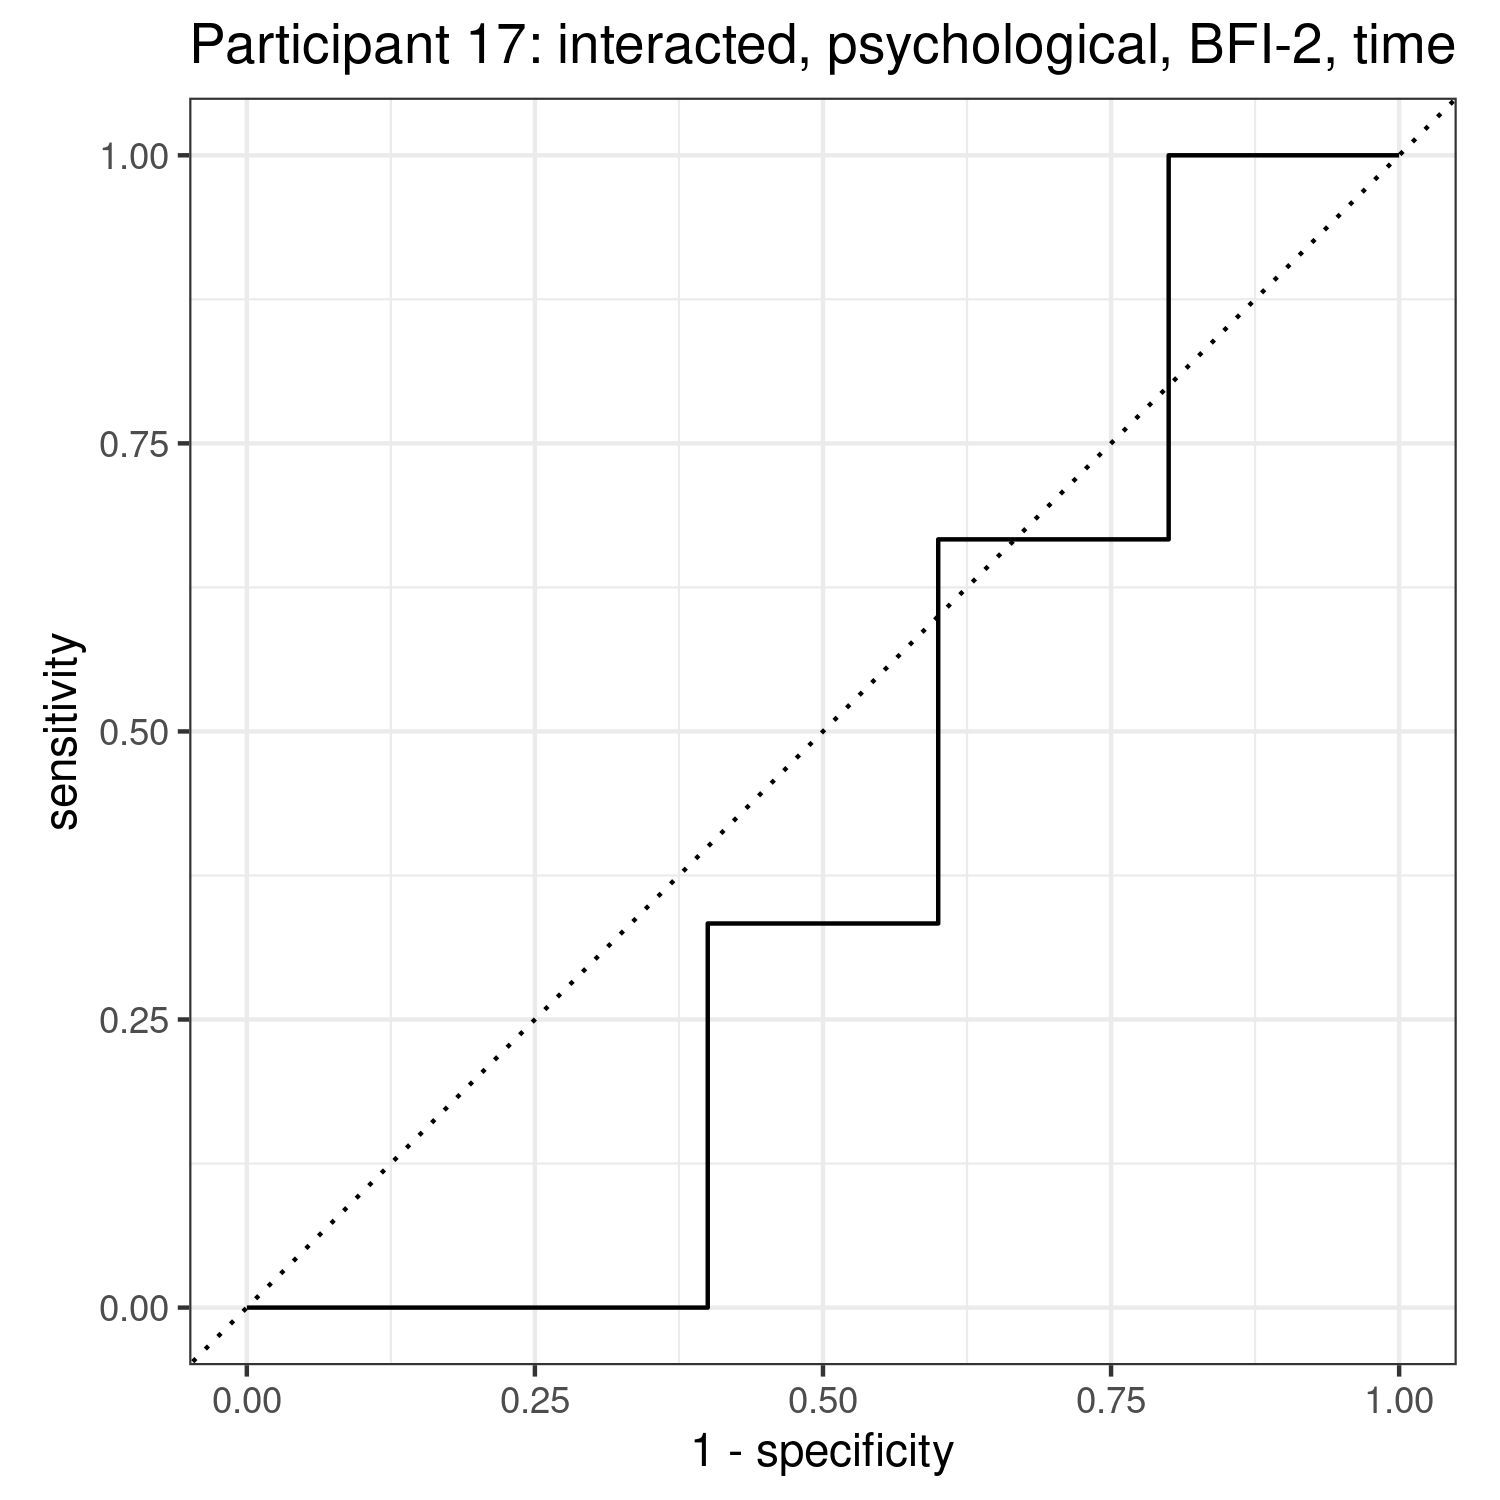 Participant 17: interacted, psychological, BFI-2, time
1.00
0.75
0.50
0.25
0.00
sensitivity
0.00 0.25 0.50 0.75 1.00
1 - specificity